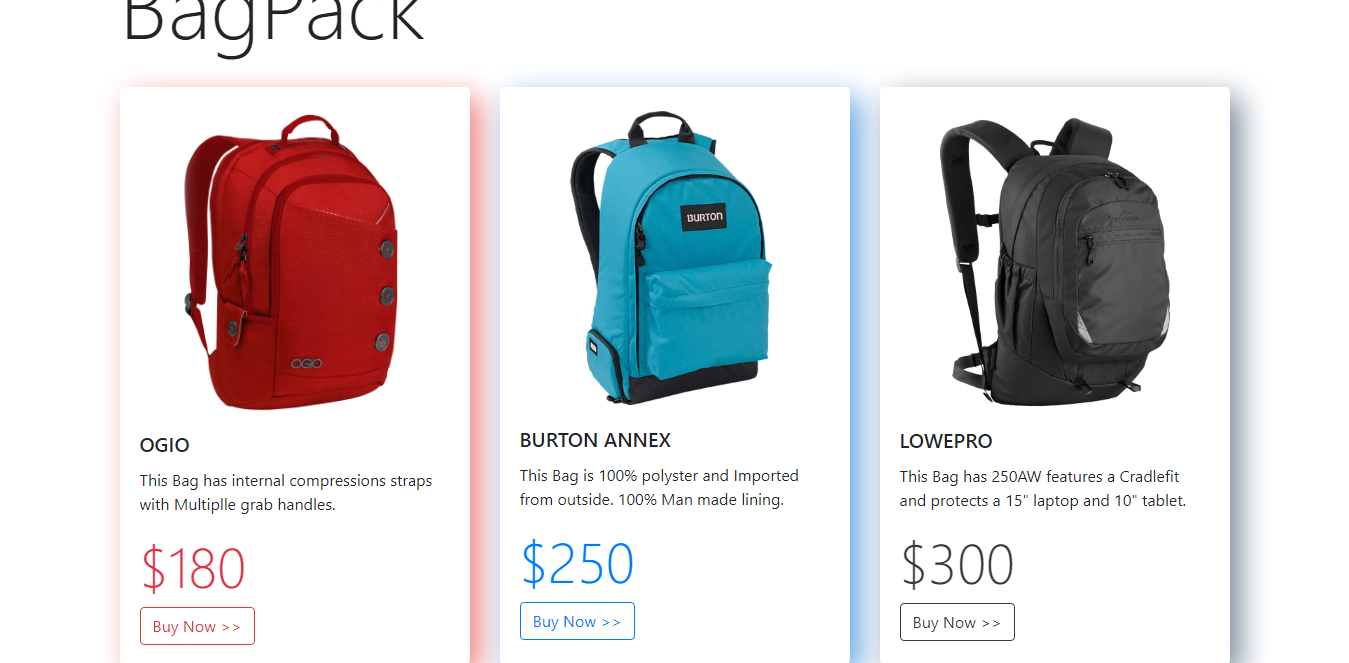 BagPack
OGIO
BURTON
OGIO
This Bag has internal compressions straps
with Multiplle grab handles.
$180
Buy Now >>
BURTON ANNEX
This Bag is 100% polyster and Imported
from outside. 100% Man made lining.
$250
Buy Now >>
LOWEPRO
This Bag has 250AW features a Cradlefit
and protects a 15" laptop and 10" tablet.
$300
Buy Now >>